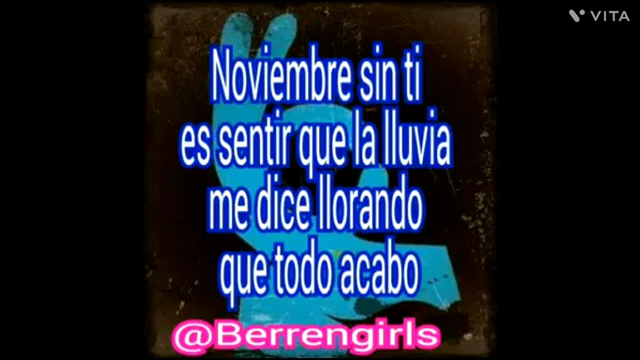 VITA
Noviembre sin ti
es sentir que la lluvia
me dice llorando
que todo acabo
@Berrengirls